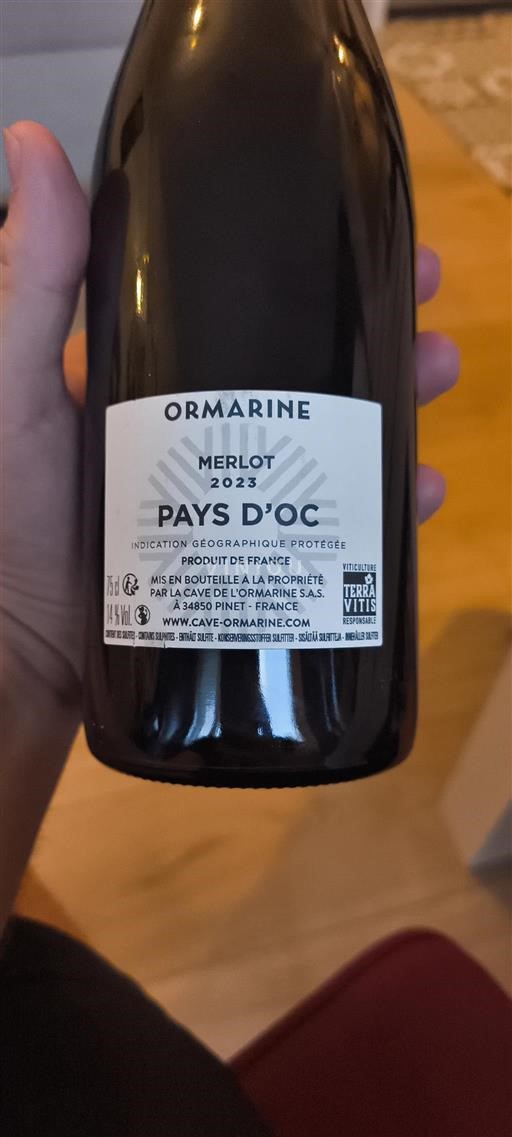 ORMARINE
MERLOT
2023
PAYS D'OC
INDICATION GÉOGRAPHIQUE PROTÉGÉE
PRODUIT DE FRANCE
VINIOU
MIS EN BOUTEILLE À LA PROPRIÉTÉ
PAR LA CAVE DE L'ORMARINE S.A.S.
À 34850 PINET - FRANCE
WWW.CAVE-ORMARINE.COM
75 cl
14 % Vol.
VITICULTURE
TERRA
VITIS
RESPONSABLE
CONTIENT DES SULFITES - CONTAINS SULPHITES - ENTHÄLT SULFITE - KONSERVERINGSSTOFFER SULFITTER - SISÄLTÄÄ SULFIITTEJA - INNEHÅLLER SULFITER